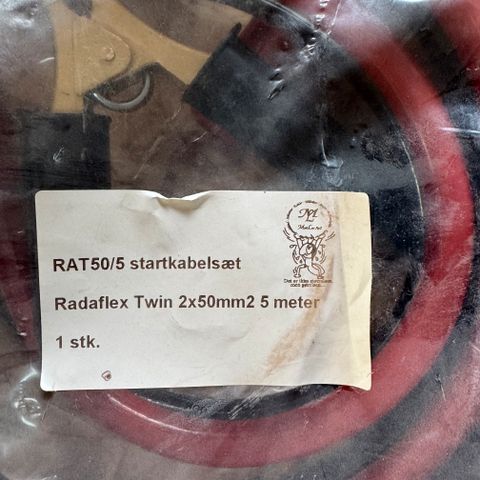 RAT50/5 startkabelsæt
Radaflex Twin 2x50mm2 5 meter
1 stk.